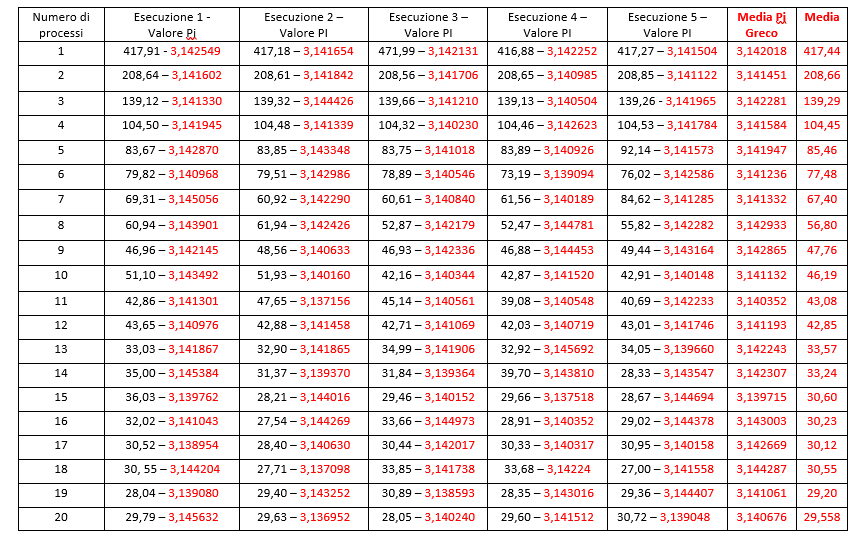 Numero di processi Esecuzione 1 - Valore Pi Esecuzione 2 – Valore PI Esecuzione 3 – Valore PI Esecuzione 4 – Valore PI Esecuzione 5 – Valore PI Media Pi Greco Media
1 417,91 - 3,142549 417,18 – 3,141654 471,99 – 3,142131 416,88 – 3,142252 417,27 – 3,141504 3,142018 417,44
2 208,64 – 3,141602 208,61 – 3,141842 208,56 – 3,141706 208,65 – 3,140985 208,85 – 3,141122 3,141451 208,66
3 139,12 – 3,141330 139,32 – 3,144426 139,66 – 3,141210 139,13 – 3,140504 139,26 - 3,141965 3,142281 139,29
4 104,50 – 3,141945 104,48 – 3,141339 104,32 – 3,140230 104,46 – 3,142623 104,53 – 3,141784 3,141584 104,45
5 83,67 – 3,142870 83,85 – 3,143348 83,75 – 3,141018 83,89 – 3,140926 92,14 – 3,141573 3,141947 85,46
6 79,82 – 3,140968 79,51 – 3,142986 78,89 – 3,140546 73,19 – 3,139094 76,02 – 3,142586 3,141236 77,48
7 69,31 – 3,145056 60,92 – 3,142290 60,61 – 3,140840 61,56 – 3,140189 84,62 – 3,141285 3,141332 67,40
8 60,94 – 3,143901 61,94 – 3,142426 52,87 – 3,142179 52,47 – 3,144781 55,82 – 3,142282 3,142933 56,80
9 46,96 – 3,142145 48,56 – 3,140633 46,93 – 3,142336 46,88 – 3,144453 49,44 – 3,143164 3,142865 47,76
10 51,10 – 3,143492 51,93 – 3,140160 42,16 – 3,140344 42,87 – 3,141520 42,91 – 3,140148 3,141132 46,19
11 42,86 – 3,141301 47,65 – 3,137156 45,14 – 3,140561 39,08 – 3,140548 40,69 – 3,142233 3,140352 43,08
12 43,65 – 3,140976 42,88 – 3,141458 42,71 – 3,141069 42,03 – 3,140719 43,01 – 3,141746 3,141193 42,85
13 33,03 – 3,141867 32,90 – 3,141865 34,99 – 3,141906 32,92 – 3,145692 34,05 – 3,139660 3,142243 33,57
14 35,00 – 3,145384 31,37 – 3,139370 31,84 – 3,139364 39,70 – 3,143810 28,33 – 3,143547 3,142307 33,24
15 36,03 – 3,139762 28,21 – 3,144016 29,46 – 3,140152 29,66 – 3,137518 28,67 – 3,144694 3,139715 30,60
16 32,02 – 3,141043 27,54 – 3,144269 33,66 – 3,144973 28,91 – 3,140352 29,02 – 3,144378 3,143003 30,23
17 30,52 – 3,138954 28,40 – 3,140630 30,44 – 3,142017 30,33 – 3,140317 30,95 – 3,140158 3,142669 30,12
18 30, 55 – 3,144204 27,71 – 3,137098 33,85 – 3,141738 33,68 – 3,14224 27,00 – 3,141558 3,144287 30,55
19 28,04 – 3,139080 29,40 – 3,143252 30,89 – 3,138593 28,35 – 3,143016 29,36 – 3,144407 3,141061 29,20
20 29,79 – 3,145632 29,63 – 3,136952 28,05 – 3,140240 29,60 – 3,141512 30,72 – 3,139048 3,140676 29,558